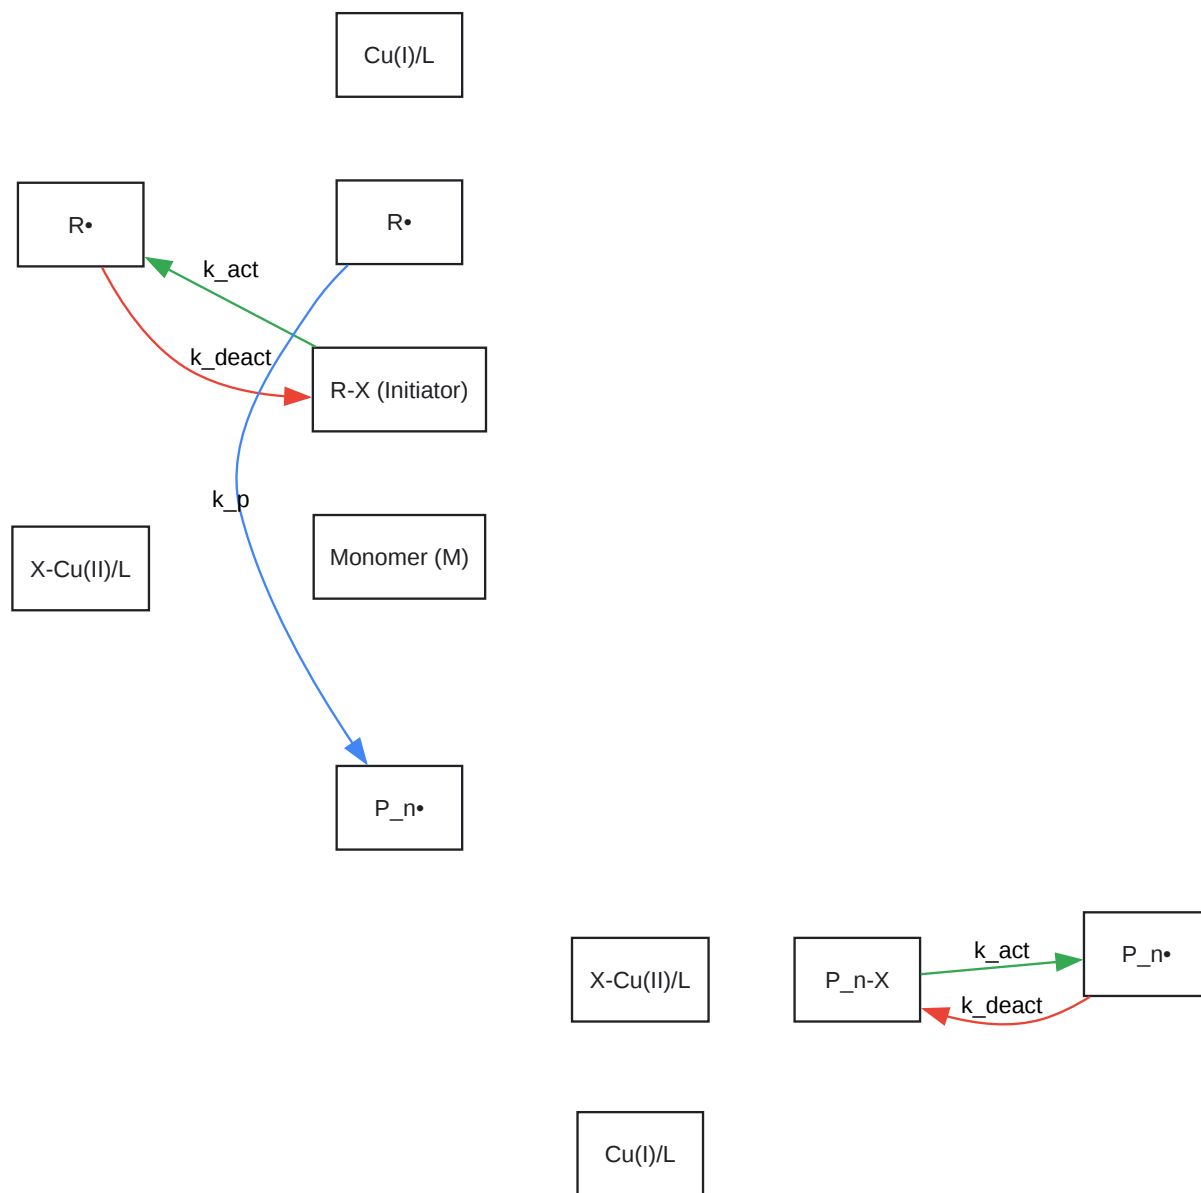 Cu(I)/L
R•
R•
k_act
k_deact
R-X (Initiator)
k_p
Monomer (M)
X-Cu(II)/L
P_n•
X-Cu(II)/L
P_n-X
k_act
P_n•
k_deact
Cu(I)/L